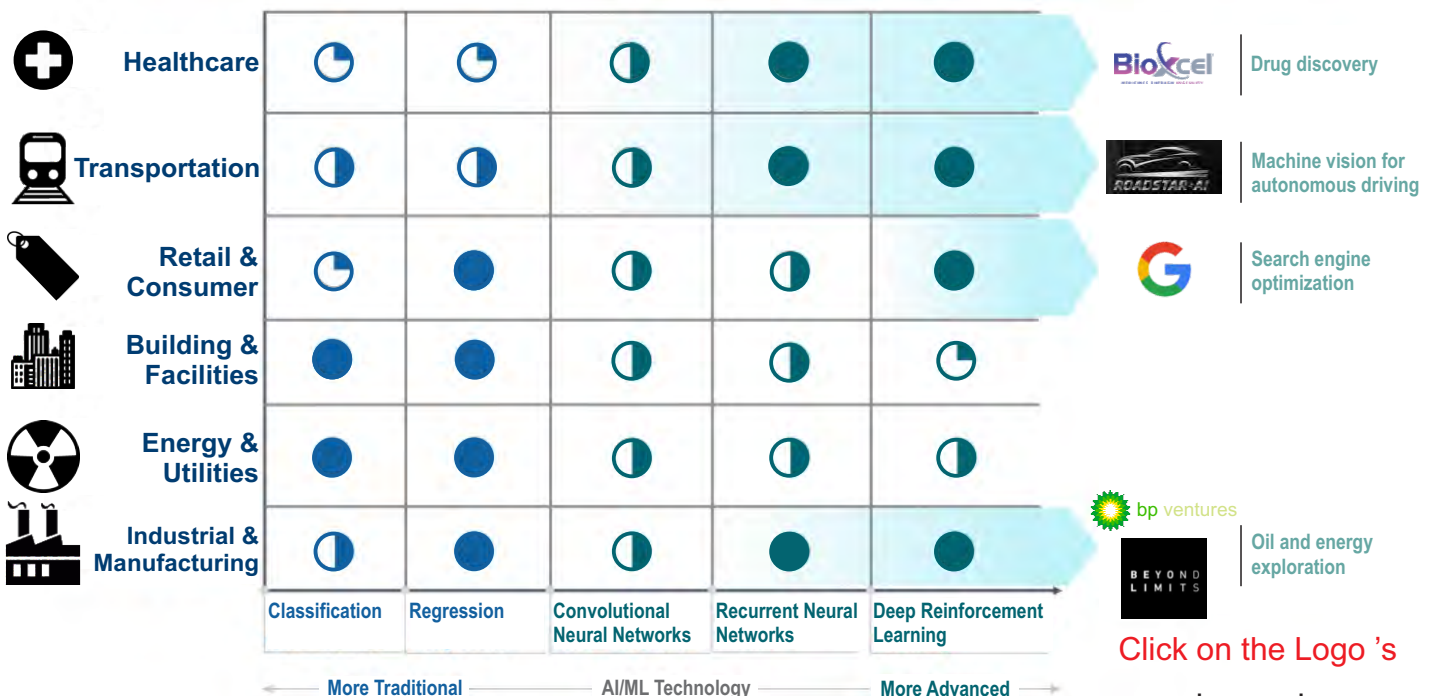 Healthcare
BioXcel
Drug discovery
Transportation
ROADSTAR•AI
Machine vision for
autonomous driving
Retail &
Consumer
G
Search engine
optimization
Building &
Facilities
Energy &
Utilities
bp ventures
Industrial &
Manufacturing
BEYOND
LIMITS
Oil and energy
exploration
Classification
Regression
Convolutional
Neural Networks
Recurrent Neural
Networks
Deep Reinforcement
Learning
Click on the Logo 's
More Traditional
AI/ML Technology
More Advanced